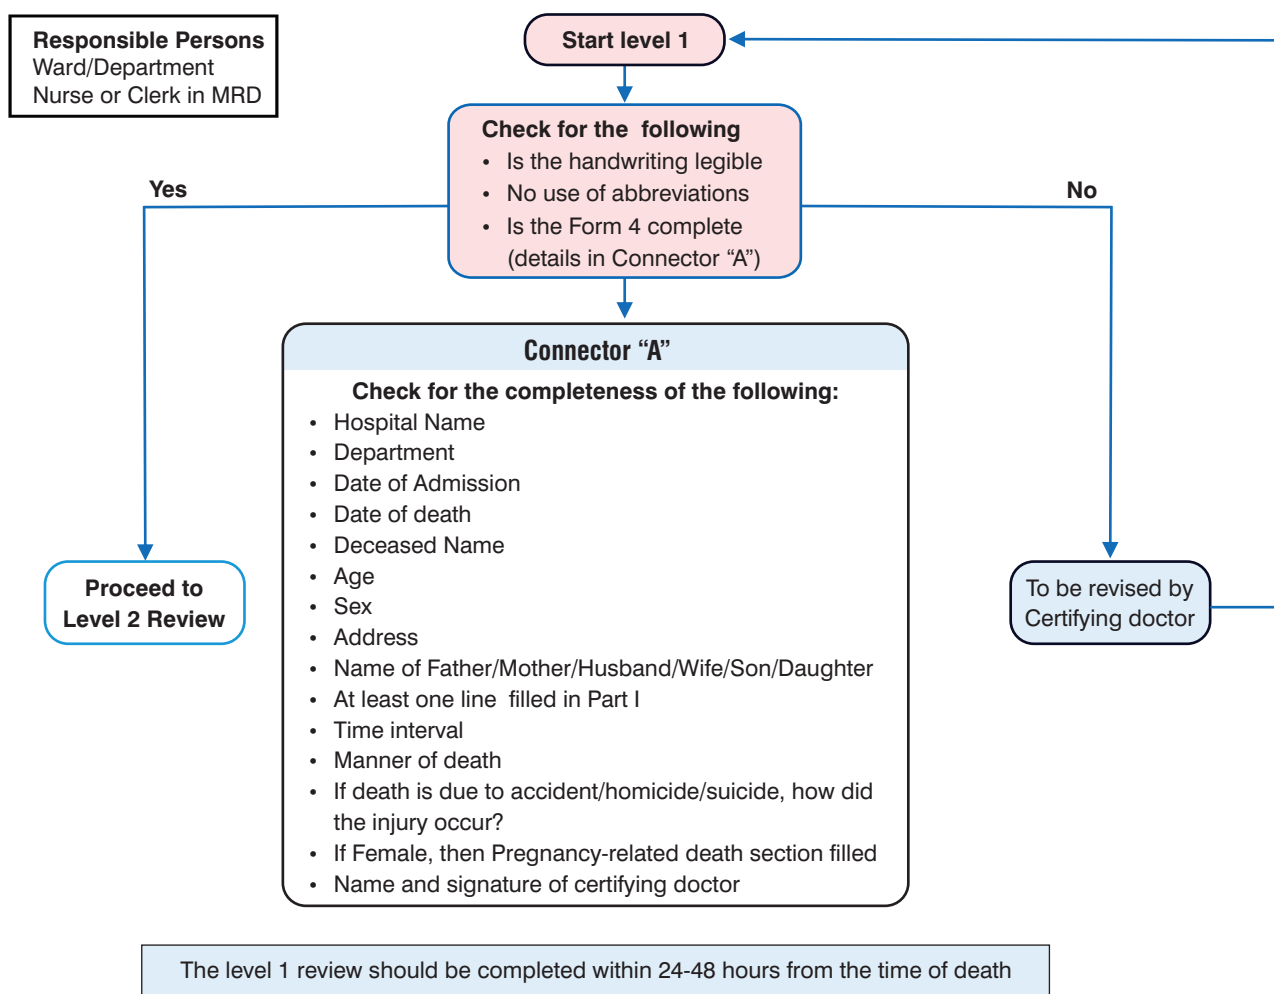 Responsible Persons
Ward/Department
Nurse or Clerk in MRD
Start level 1
Check for the following
• Is the handwriting legible
• No use of abbreviations
• Is the Form 4 complete
(details in Connector “A”)
Yes
No
Connector “A”
Check for the completeness of the following:
• Hospital Name
• Department
• Date of Admission
• Date of death
• Deceased Name
• Age
• Sex
• Address
• Name of Father/Mother/Husband/Wife/Son/Daughter
• At least one line filled in Part I
• Time interval
• Manner of death
• If death is due to accident/homicide/suicide, how did
the injury occur?
• If Female, then Pregnancy-related death section filled
• Name and signature of certifying doctor
Proceed to
Level 2 Review
To be revised by
Certifying doctor
The level 1 review should be completed within 24-48 hours from the time of death